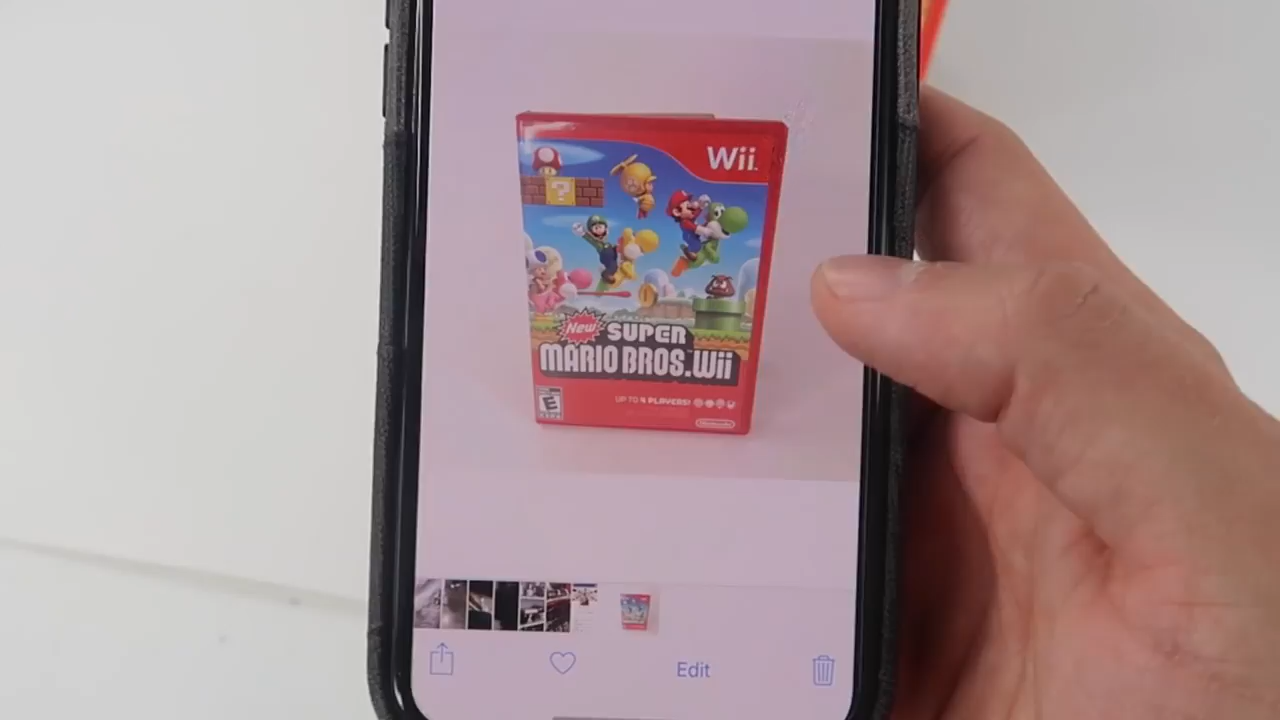 Wii
?
New SUPER
MARIO BROS.Wii
E
UP TO 4 PLAYERS!
Nintendo
Edit